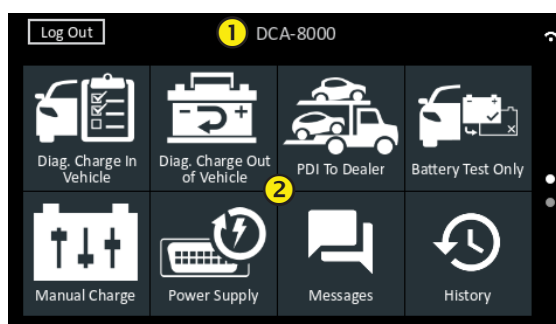 Log Out
1
DCA-8000
Diag. Charge In
Vehicle
Diag. Charge Out
of Vehicle
PDI To Dealer
Battery Test Only
2
Manual Charge
Power Supply
Messages
History